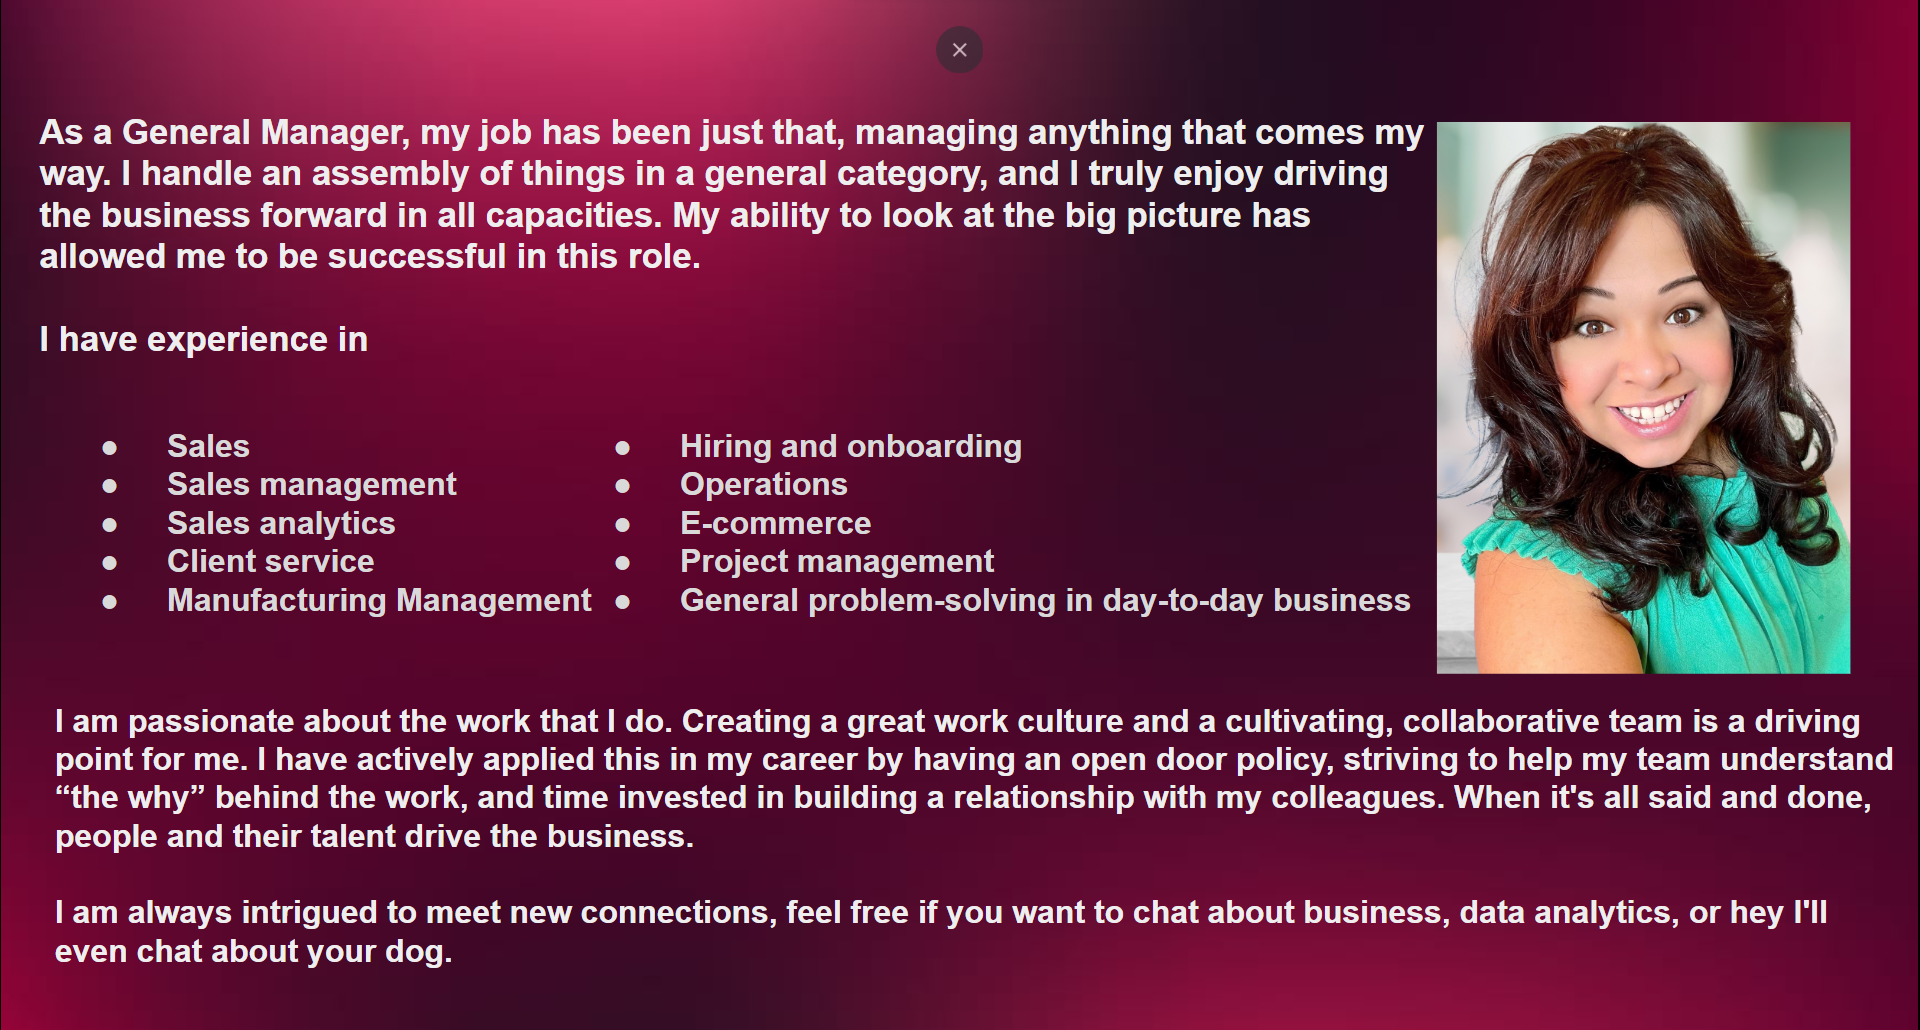 As a General Manager, my job has been just that, managing anything that comes my
way. I handle an assembly of things in a general category, and I truly enjoy driving
the business forward in all capacities. My ability to look at the big picture has
allowed me to be successful in this role.
I have experience in
● Sales
● Sales management
● Sales analytics
● Client service
● Manufacturing Management
● Hiring and onboarding
● Operations
● E-commerce
● Project management
● General problem-solving in day-to-day business
I am passionate about the work that I do. Creating a great work culture and a cultivating, collaborative team is a driving
point for me. I have actively applied this in my career by having an open door policy, striving to help my team understand
“the why” behind the work, and time invested in building a relationship with my colleagues. When it's all said and done,
people and their talent drive the business.
I am always intrigued to meet new connections, feel free if you want to chat about business, data analytics, or hey I'll
even chat about your dog.